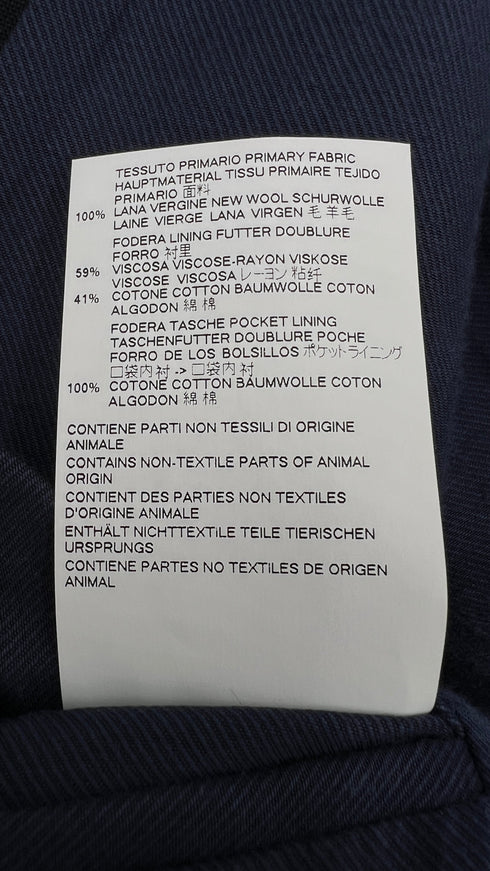 TESSUTO PRIMARIO PRIMARY FABRIC
HAUPTMATERIAL TISSU PRIMAIRE TEJIDO
PRIMARIO 面料
100% LANA VERGINE NEW WOOL SCHURWOLLE
LAINE VIERGE LANA VIRGEN 毛 羊毛
FODERA LINING FUTTER DOUBLURE
FORRO 衬里
59% VISCOSA VISCOSE-RAYON VISKOSE
VISCOSE VISCOSA レーヨン 粘纤
41% COTONE COTTON BAUMWOLLE COTON
ALGODON 綿 棉
FODERA TASCHE POCKET LINING
TASCHENFUTTER DOUBLURE POCHE
FORRO DE LOS BOLSILLOS ポケットライニング
口袋内衬 -> 口袋内衬
100% COTONE COTTON BAUMWOLLE COTON
ALGODON 綿 棉
CONTIENE PARTI NON TESSILI DI ORIGINE
ANIMALE
CONTAINS NON-TEXTILE PARTS OF ANIMAL
ORIGIN
CONTIENT DES PARTIES NON TEXTILES
D'ORIGINE ANIMALE
ENTHÄLT NICHTTEXTILE TEILE TIERISCHEN
URSPRUNGS
CONTIENE PARTES NO TEXTILES DE ORIGEN
ANIMAL